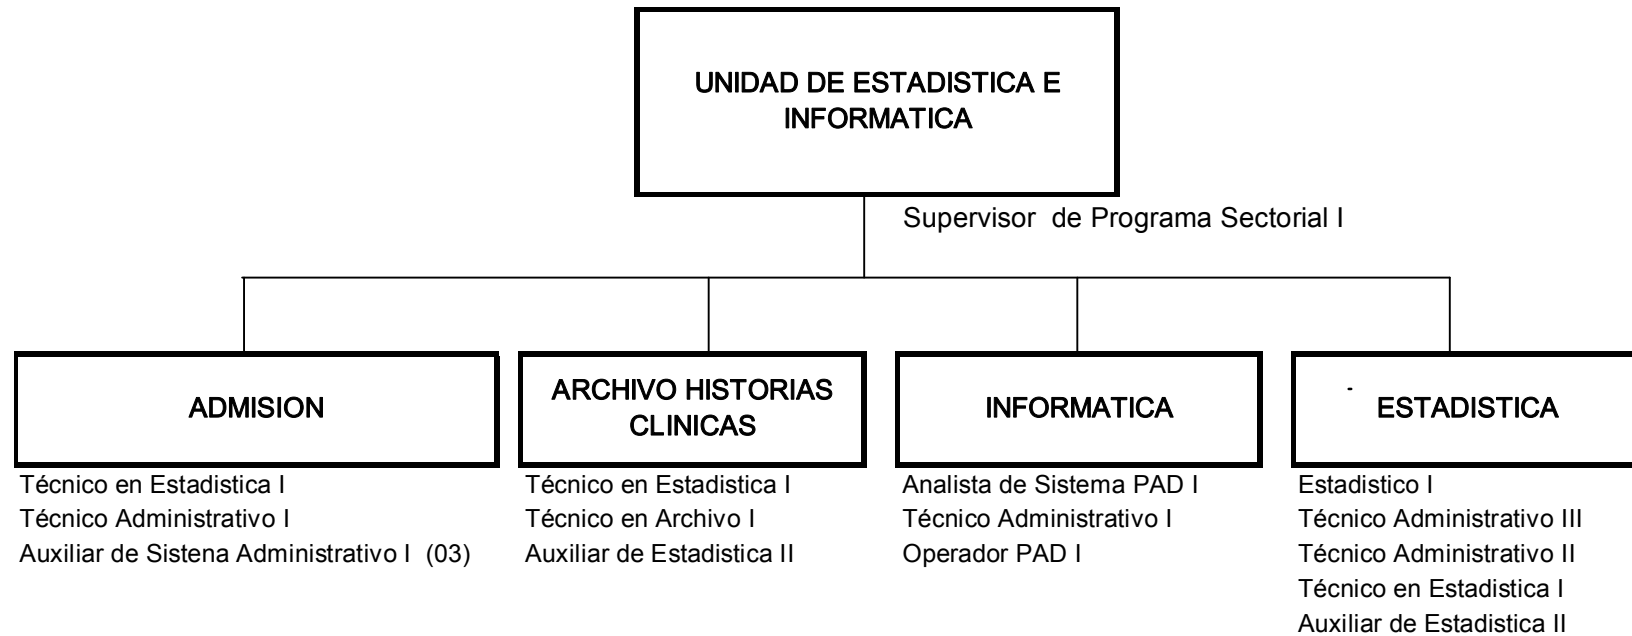 UNIDAD DE ESTADISTICA E
INFORMATICA
Supervisor de Programa Sectorial I
ADMISION
Técnico en Estadistica I
Técnico Administrativo I
Auxiliar de Sistena Administrativo I (03)
ARCHIVO HISTORIAS
CLINICAS
Técnico en Estadistica I
Técnico en Archivo I
Auxiliar de Estadistica II
INFORMATICA
Analista de Sistema PAD I
Técnico Administrativo I
Operador PAD I
-
ESTADISTICA
Estadistico I
Técnico Administrativo III
Técnico Administrativo II
Técnico en Estadistica I
Auxiliar de Estadistica II